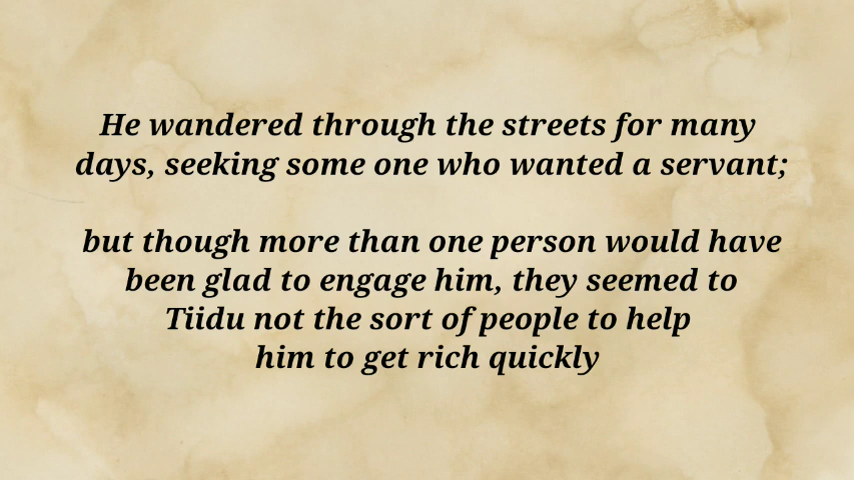 He wandered through the streets for many
days, seeking some one who wanted a servant;
but though more than one person would have
been glad to engage him, they seemed to
Tiidu not the sort of people to help
him to get rich quickly